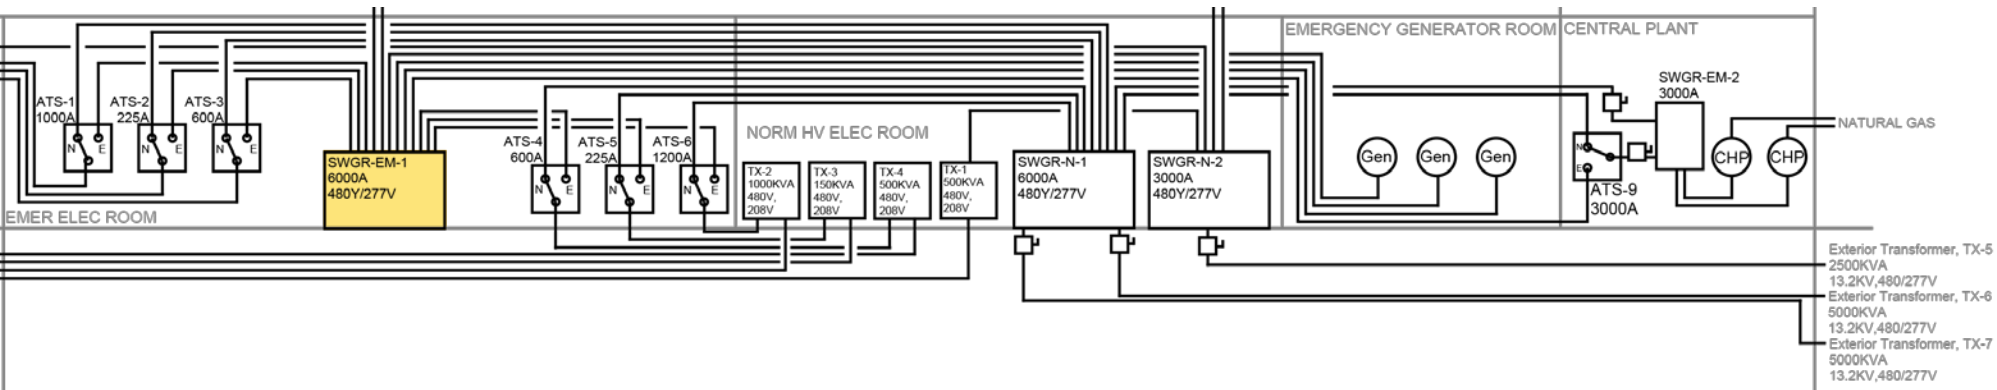 EMERGENCY GENERATOR ROOM
CENTRAL PLANT
SWGR-EM-2
3000A
ATS-1
1000A
N
E
ATS-2
225A
N
E
ATS-3
600A
N
E
SWGR-EM-1
6000A
480Y/277V
ATS-4
600A
N
E
ATS-5
225A
N
E
ATS-6
1200A
N
E
NORM HV ELEC ROOM
TX-2
1000KVA
480V,
208V
TX-3
150KVA
480V,
208V
TX-4
500KVA
480V,
208V
TX-1
500KVA
480V,
208V
SWGR-N-1
6000A
480Y/277V
SWGR-N-2
3000A
480Y/277V
Gen
Gen
Gen
N
E
ATS-9
3000A
CHP
CHP
NATURAL GAS
EMER ELEC ROOM
Exterior Transformer, TX-5
2500KVA
13.2KV,480/277V
Exterior Transformer, TX-6
5000KVA
13.2KV,480/277V
Exterior Transformer, TX-7
5000KVA
13.2KV,480/277V